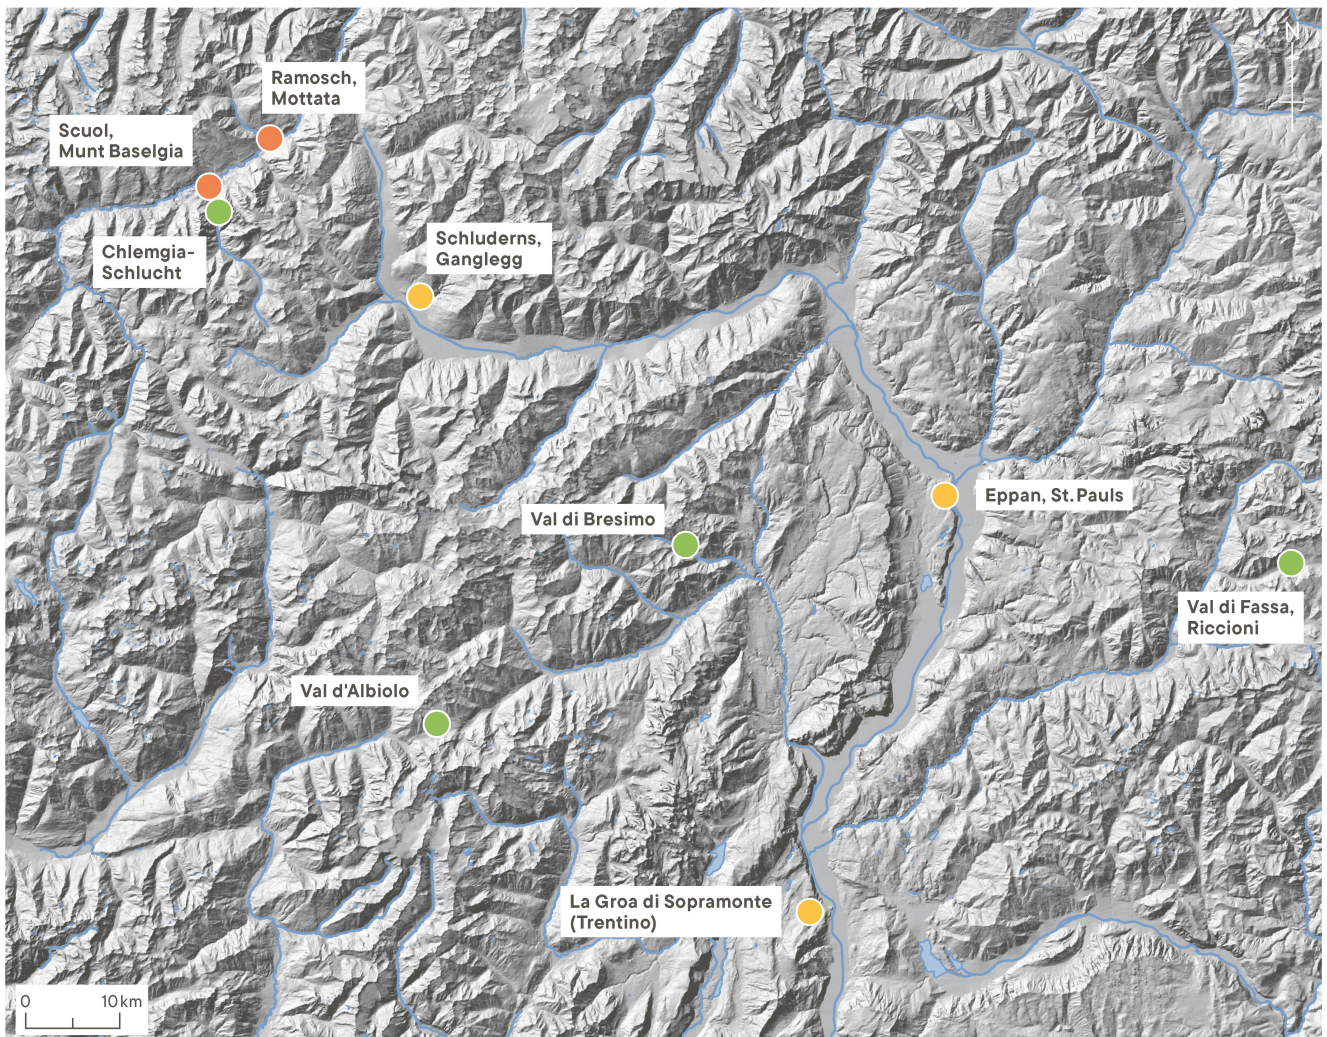 N
Ramosch,
Mottata
Scuol,
Munt Baselgia
Chlemgia-
Schlucht
Schluderns,
Ganglegg
Eppan, St.Pauls
Val di Bresimo
Val di Fassa,
Riccioni
Val d'Albiolo
La Groa di Sopramonte
(Trentino)
0 10 km